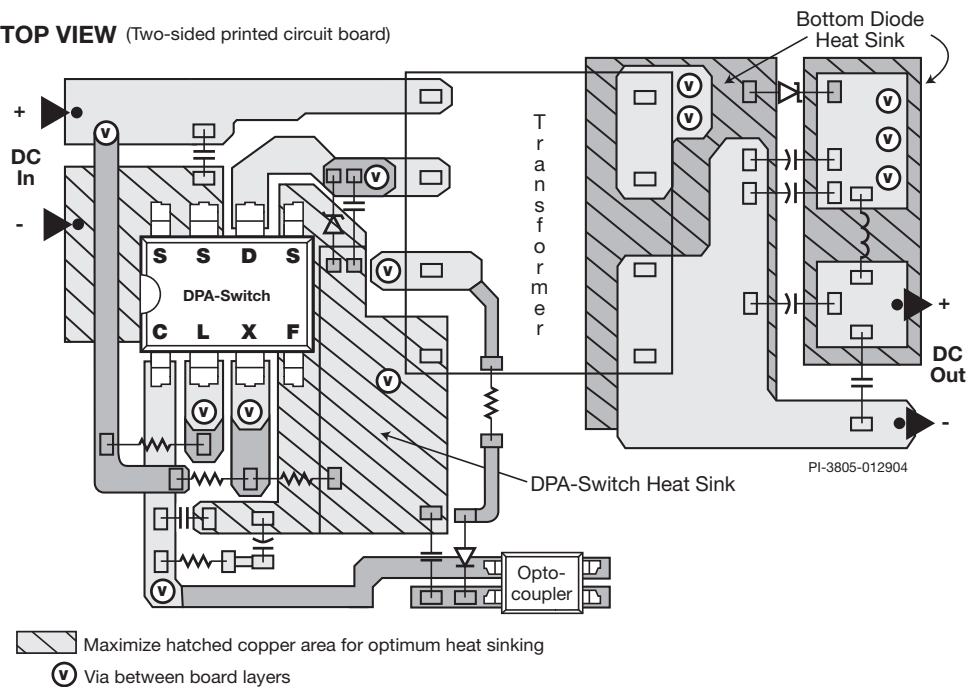 TOP VIEW (Two-sided printed circuit board)
Bottom Diode
Heat Sink
+
DC
In
-
V
V
V
V
V
V
V
V
V
V
V
V
Transformer
S S D S
DPA-Switch
C L X F
+
DC
Out
-
PI-3805-012904
DPA-Switch Heat Sink
Opto-
coupler
Maximize hatched copper area for optimum heat sinking
V Via between board layers